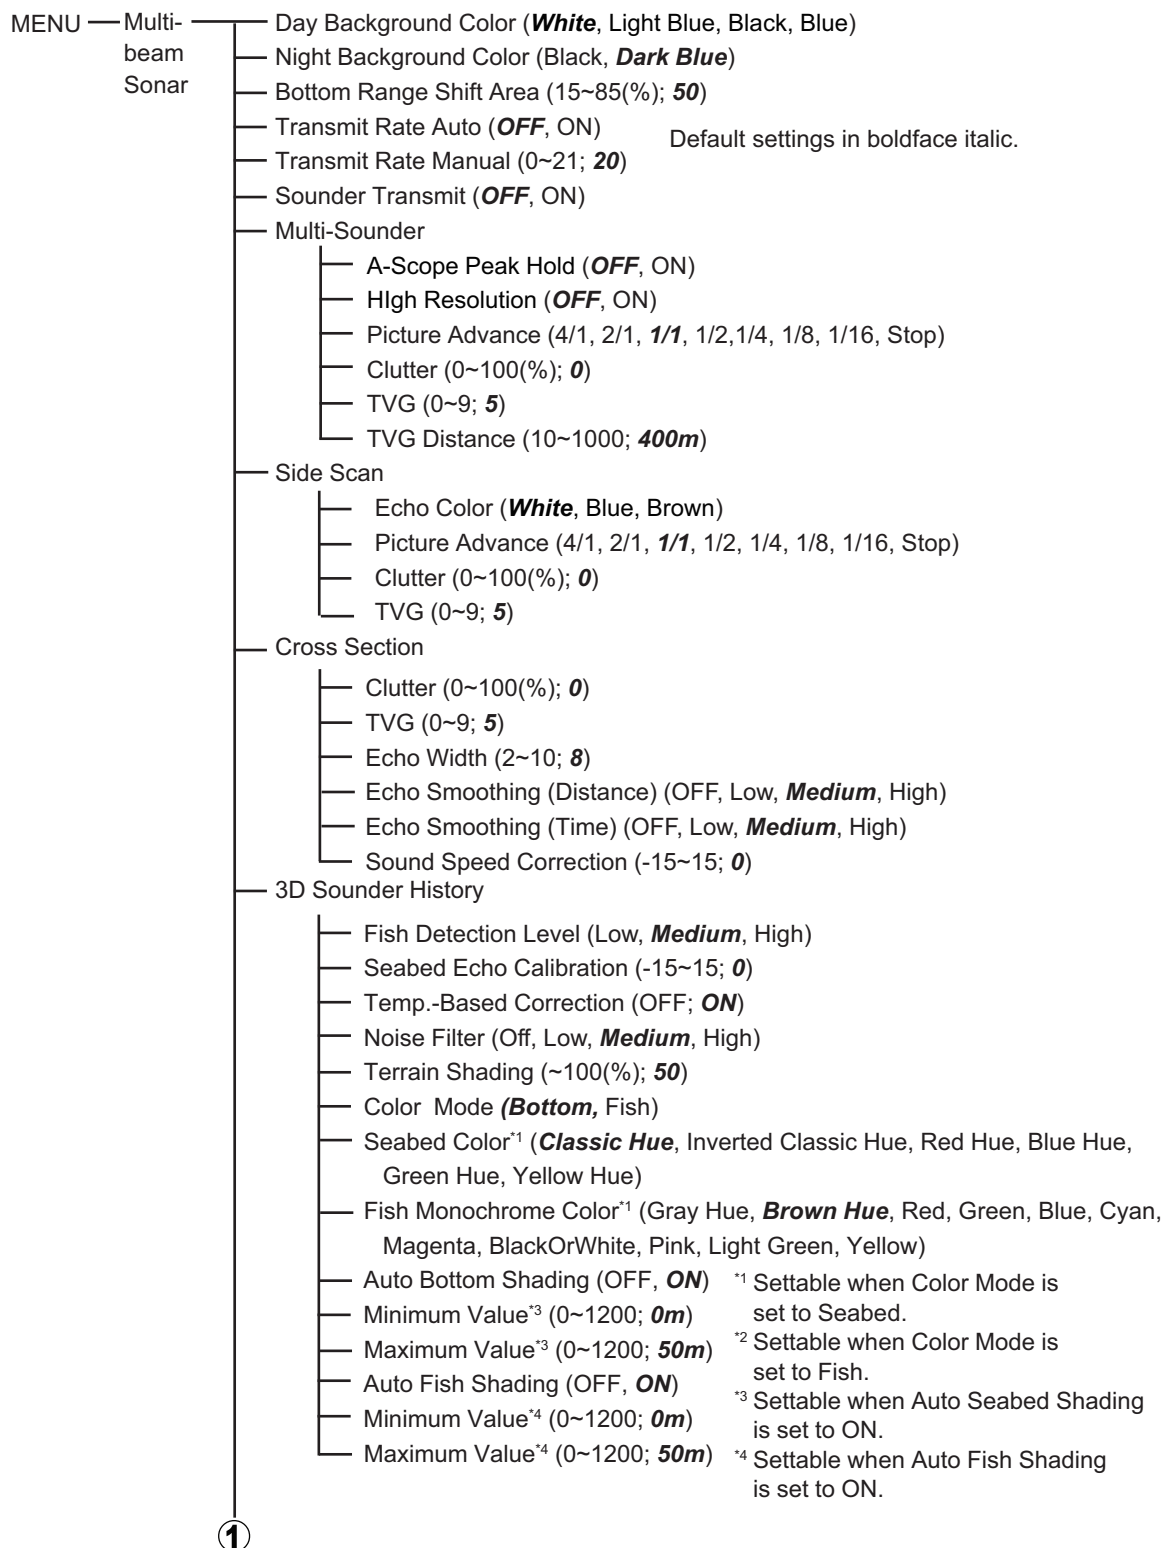 MENU Multi-beam Sonar
Day Background Color (White, Light Blue, Black, Blue)
Night Background Color (Black, Dark Blue)
Bottom Range Shift Area (15~85(%); 50)
Transmit Rate Auto (OFF, ON)
Default settings in boldface italic.
Transmit Rate Manual (0~21; 20)
Sounder Transmit (OFF, ON)
Multi-Sounder
A-Scope Peak Hold (OFF, ON)
HIgh Resolution (OFF, ON)
Picture Advance (4/1, 2/1, 1/1, 1/2,1/4, 1/8, 1/16, Stop)
Clutter (0~100(%); 0)
TVG (0~9; 5)
TVG Distance (10~1000; 400m)
Side Scan
Echo Color (White, Blue, Brown)
Picture Advance (4/1, 2/1, 1/1, 1/2, 1/4, 1/8, 1/16, Stop)
Clutter (0~100(%); 0)
TVG (0~9; 5)
Cross Section
Clutter (0~100(%); 0)
TVG (0~9; 5)
Echo Width (2~10; 8)
Echo Smoothing (Distance) (OFF, Low, Medium, High)
Echo Smoothing (Time) (OFF, Low, Medium, High)
Sound Speed Correction (-15~15; 0)
3D Sounder History
Fish Detection Level (Low, Medium, High)
Seabed Echo Calibration (-15~15; 0)
Temp.-Based Correction (OFF; ON)
Noise Filter (Off, Low, Medium, High)
Terrain Shading (~100(%); 50)
Color Mode (Bottom, Fish)
Seabed Color*1 (Classic Hue, Inverted Classic Hue, Red Hue, Blue Hue,
Green Hue, Yellow Hue)
Fish Monochrome Color*1 (Gray Hue, Brown Hue, Red, Green, Blue, Cyan,
Magenta, BlackOrWhite, Pink, Light Green, Yellow)
Auto Bottom Shading (OFF, ON)
Minimum Value*3 (0~1200; 0m)
Maximum Value*3 (0~1200; 50m)
Auto Fish Shading (OFF, ON)
Minimum Value*4 (0~1200; 0m)
Maximum Value*4 (0~1200; 50m)
*1 Settable when Color Mode is
set to Seabed.
*2 Settable when Color Mode is
set to Fish.
*3 Settable when Auto Seabed Shading
is set to ON.
*4 Settable when Auto Fish Shading
is set to ON.
①